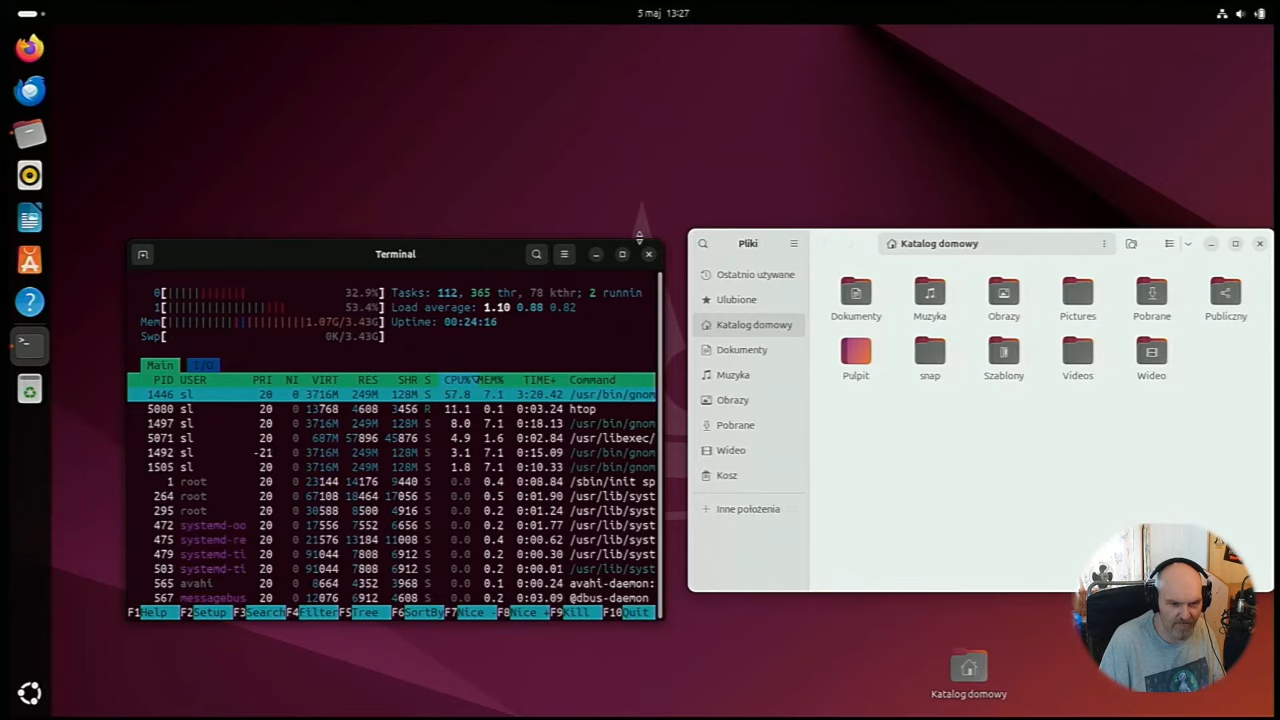 5 maj 13:27
Terminal
0[|||||||||||||||| 32.9%] Tasks: 112, 365 thr, 78 kthr; 2 runnin
1[|||||||||||||||||||||||| 53.4%] Load average: 1.10 0.88 0.82
Mem[|||||||||||||||||||||||||||1.07G/3.43G] Uptime: 00:24:16
Swp[ 0K/3.43G]
Main I/O
PID USER PRI NI VIRT RES SHR S CPU%▽MEM% TIME+ Command
1446 sl 20 0 3716M 249M 128M S 57.8 7.1 3:20.42 /usr/bin/gnom
5080 sl 20 0 13768 4608 3456 R 11.1 0.1 0:03.24 htop
1497 sl 20 0 3716M 249M 128M S 8.0 7.1 0:18.13 /usr/bin/gnom
5071 sl 20 0 687M 57896 45876 S 4.9 1.6 0:02.84 /usr/libexec/
1492 sl -21 0 3716M 249M 128M S 3.1 7.1 0:15.09 /usr/bin/gnom
1505 sl 20 0 3716M 249M 128M S 1.8 7.1 0:10.33 /usr/bin/gnom
1 root 20 0 23144 14176 9440 S 0.0 0.4 0:08.84 /sbin/init sp
264 root 20 0 67108 18464 17056 S 0.0 0.5 0:01.90 /usr/lib/syst
295 root 20 0 30588 8500 4916 S 0.0 0.2 0:01.24 /usr/lib/syst
472 systemd-oo 20 0 17556 7552 6656 S 0.0 0.2 0:01.77 /usr/lib/syst
475 systemd-re 20 0 21576 13184 11008 S 0.0 0.4 0:00.62 /usr/lib/syst
479 systemd-ti 20 0 91044 7808 6912 S 0.0 0.2 0:00.30 /usr/lib/syst
503 systemd-ti 20 0 91044 7808 6912 S 0.0 0.2 0:00.00 /usr/lib/syst
565 avahi 20 0 8664 4352 3968 S 0.0 0.1 0:00.24 avahi-daemon:
567 messagebus 20 0 12076 6912 4608 S 0.0 0.2 0:03.09 @dbus-daemon
F1Help F2Setup F3SearchF4FilterF5Tree F6SortByF7Nice -F8Nice +F9Kill F10Quit
Pliki
Katalog domowy
Ostatnio używane
Ulubione
Katalog domowy
Dokumenty
Muzyka
Obrazy
Pobrane
Wideo
Kosz
Inne położenia
Dokumenty
Muzyka
Obrazy
Pictures
Pobrane
Publiczny
Pulpit
snap
Szablony
Videos
Wideo
Katalog domowy